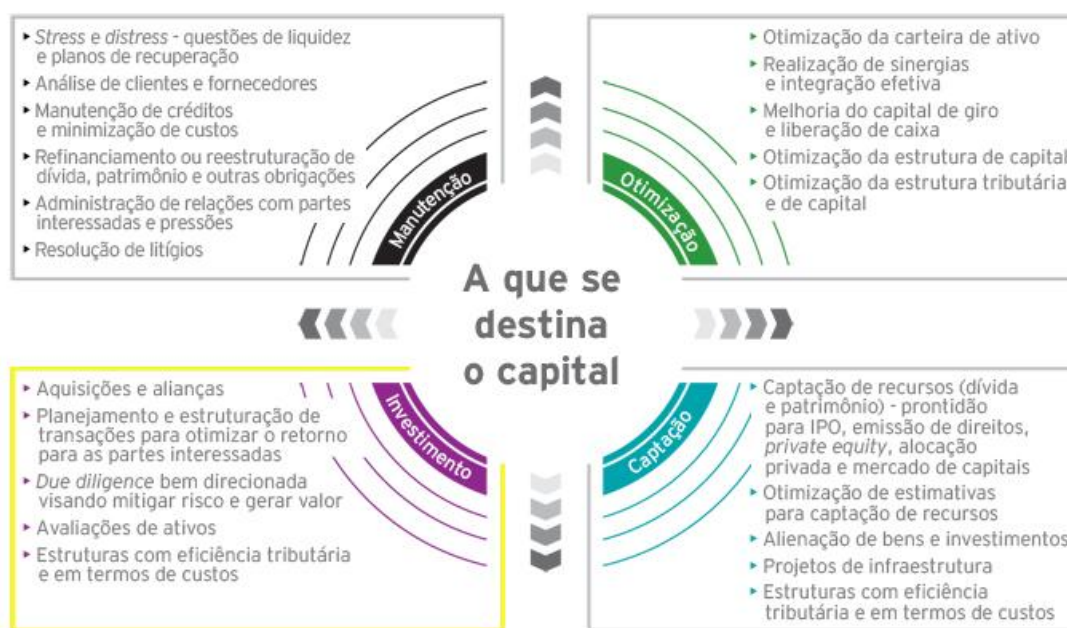 Stress e distress - questões de liquidez
e planos de recuperação
Análise de clientes e fornecedores
Manutenção de créditos
e minimização de custos
Refinanciamento ou reestruturação de
dívida, patrimônio e outras obrigações
Administração de relações com partes
interessadas e pressões
Resolução de litígios
Manutenção
Otimização da carteira de ativo
Realização de sinergias
e integração efetiva
Melhoria do capital de giro
e liberação de caixa
Otimização da estrutura de capital
Otimização da estrutura tributária
e de capital
Otimização
A que se
destina
o capital
Aquisições e alianças
Planejamento e estruturação de
transações para otimizar o retorno
para as partes interessadas
Due diligence bem direcionada
visando mitigar risco e gerar valor
Avaliações de ativos
Estruturas com eficiência tributária
e em termos de custos
Investimento
Captação de recursos (dívida
e patrimônio) - prontidão
para IPO, emissão de direitos,
private equity, alocação
privada e mercado de capitais
Otimização de estimativas
para captação de recursos
Alienação de bens e investimentos
Projetos de infraestrutura
Estruturas com eficiência
tributária e em termos de custos
Captação